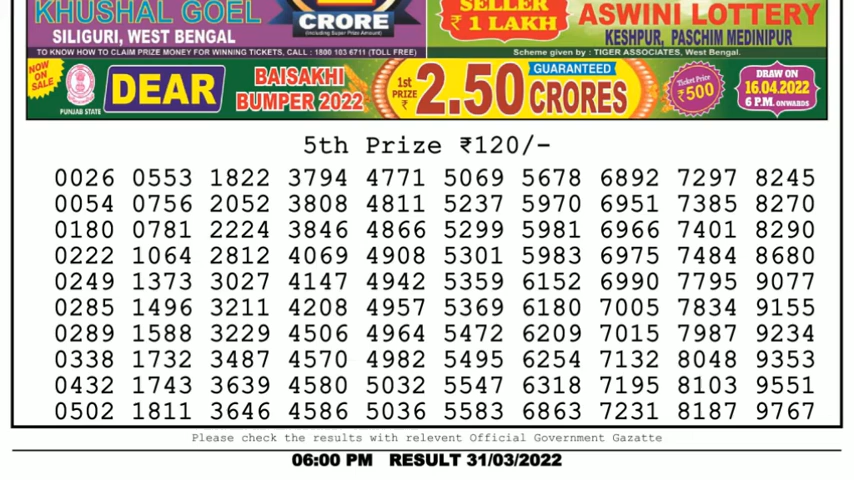 KHUSHAL GOEL
SILIGURI, WEST BENGAL
CRORE
(Including Super Prize Amount)
SELLER
₹ 1 LAKH
ASWINI LOTTERY
KESHPUR, PASCHIM MEDINIPUR
TO KNOW HOW TO CLAIM PRIZE MONEY FOR WINNING TICKETS, CALL : 1800 103 6711 (TOLL FREE)
Scheme given by : TIGER ASSOCIATES, West Bengal.
NOW ON SALE
PUNJAB STATE
DEAR
BAISAKHI
BUMPER 2022
1st PRIZE ₹
2.50
GUARANTEED
CRORES
Ticket Price
₹500
DRAW ON
16.04.2022
6 P.M. ONWARDS
5th Prize ₹120/-
0026 0553 1822 3794 4771 5069 5678 6892 7297 8245
0054 0756 2052 3808 4811 5237 5970 6951 7385 8270
0180 0781 2224 3846 4866 5299 5981 6966 7401 8290
0222 1064 2812 4069 4908 5301 5983 6975 7484 8680
0249 1373 3027 4147 4942 5359 6152 6990 7795 9077
0285 1496 3211 4208 4957 5369 6180 7005 7834 9155
0289 1588 3229 4506 4964 5472 6209 7015 7987 9234
0338 1732 3487 4570 4982 5495 6254 7132 8048 9353
0432 1743 3639 4580 5032 5547 6318 7195 8103 9551
0502 1811 3646 4586 5036 5583 6863 7231 8187 9767
Please check the results with relevent Official Government Gazatte
06:00 PM RESULT 31/03/2022